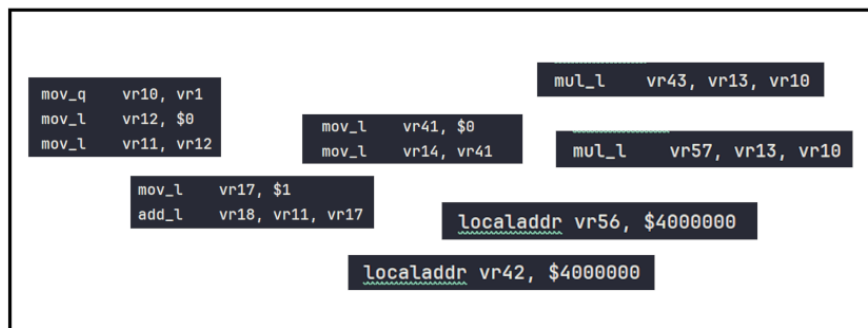 mul_l vr43, vr13, vr10
mov_q vr10, vr1
mov_l vr12, $0
mov_l vr11, vr12
mov_l vr41, $0
mov_l vr14, vr41
mul_l vr57, vr13, vr10
mov_l vr17, $1
add_l vr18, vr11, vr17
localaddr vr56, $4000000
localaddr vr42, $4000000